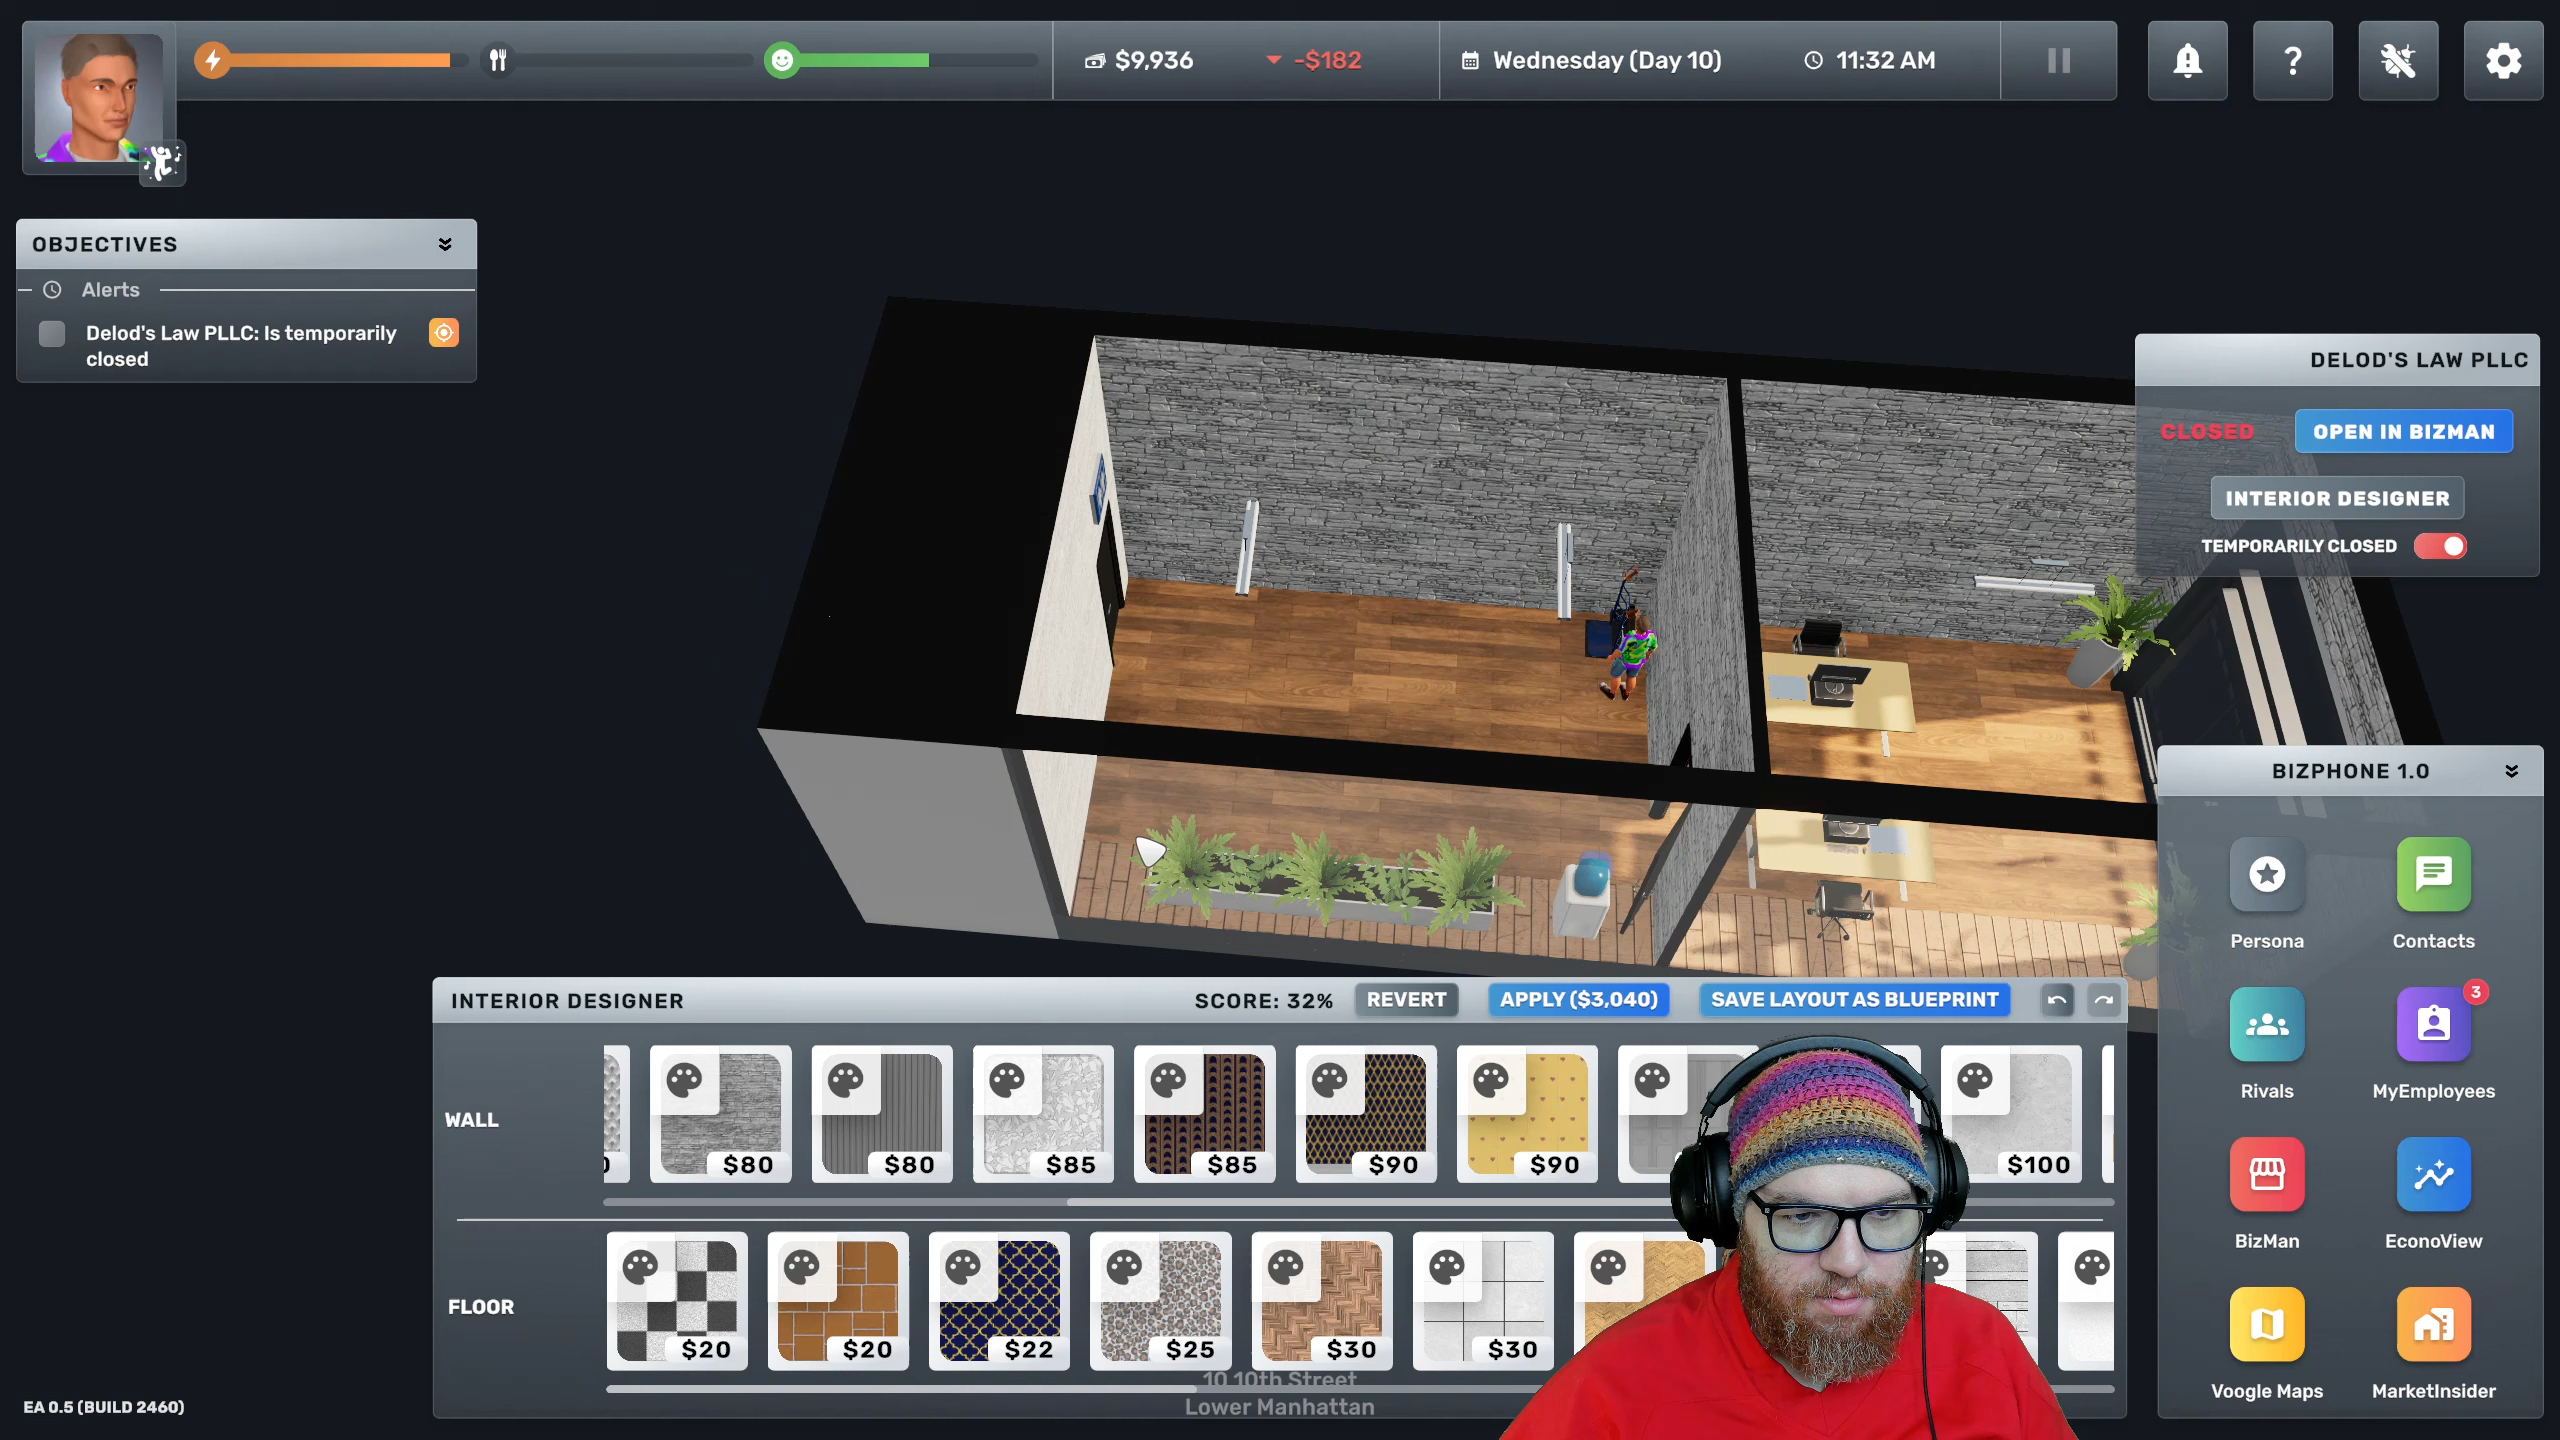 $9,936
-$182
Wednesday (Day 10)
11:32 AM
?
OBJECTIVES
Alerts
Delod's Law PLLC: Is temporarily
closed
DELOD'S LAW PLLC
CLOSED
OPEN IN BIZMAN
INTERIOR DESIGNER
TEMPORARILY CLOSED
BIZPHONE 1.0
Persona
Contacts
3
Rivals
MyEmployees
BizMan
EconoView
Voogle Maps
MarketInsider
INTERIOR DESIGNER
SCORE: 32%
REVERT
APPLY ($3,040)
SAVE LAYOUT AS BLUEPRINT
WALL
$80
$80
$85
$85
$90
$90
$100
FLOOR
$20
$20
$22
$25
$30
$30
10 10th Street
Lower Manhattan
EA 0.5 (BUILD 2460)